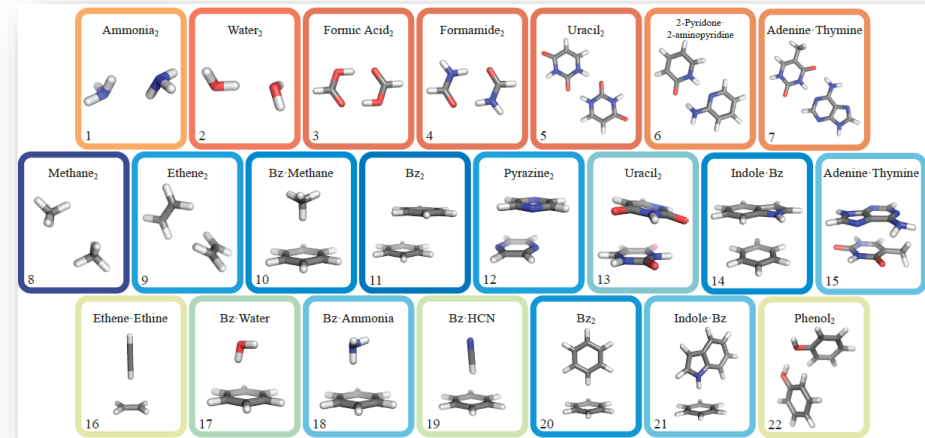 Ammonia₂
1
Water₂
2
Formic Acid₂
3
Formamide₂
4
Uracil₂
5
2-Pyridone·
2-aminopyridine
6
Adenine·Thymine
7
Methane₂
8
Ethene₂
9
Bz·Methane
10
Bz₂
11
Pyrazine₂
12
Uracil₂
13
Indole·Bz
14
Adenine·Thymine
15
Ethene·Ethine
16
Bz·Water
17
Bz·Ammonia
18
Bz·HCN
19
Bz₂
20
Indole·Bz
21
Phenol₂
22